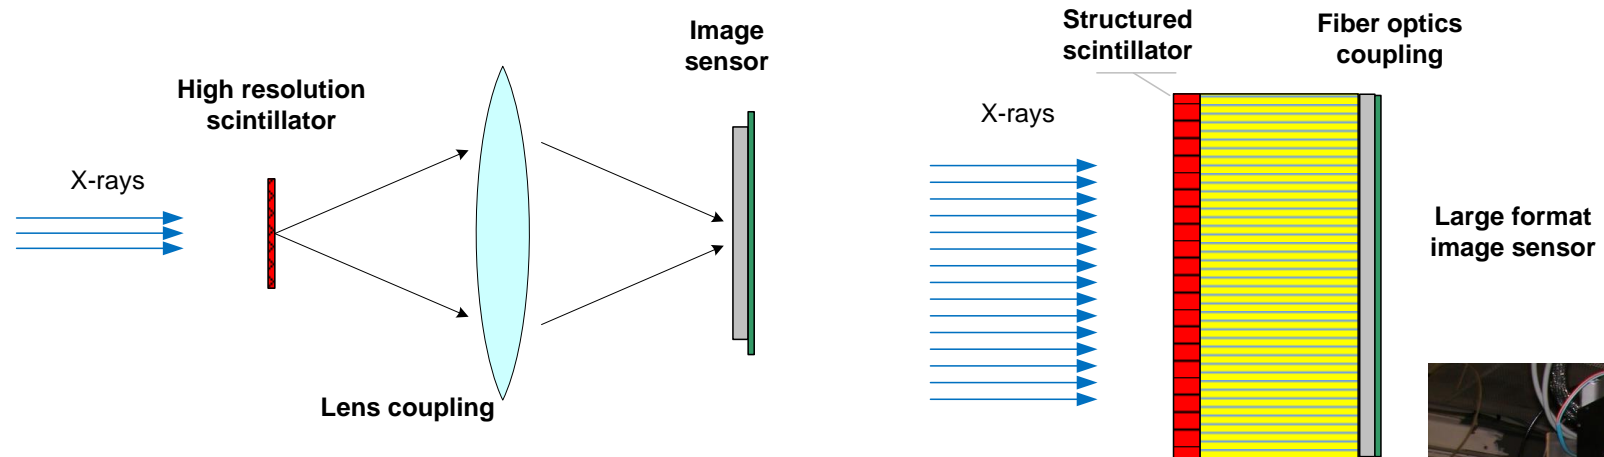 Image
sensor
High resolution
scintillator
X-rays
Lens coupling
Structured
scintillator
Fiber optics
coupling
X-rays
Large format
image sensor